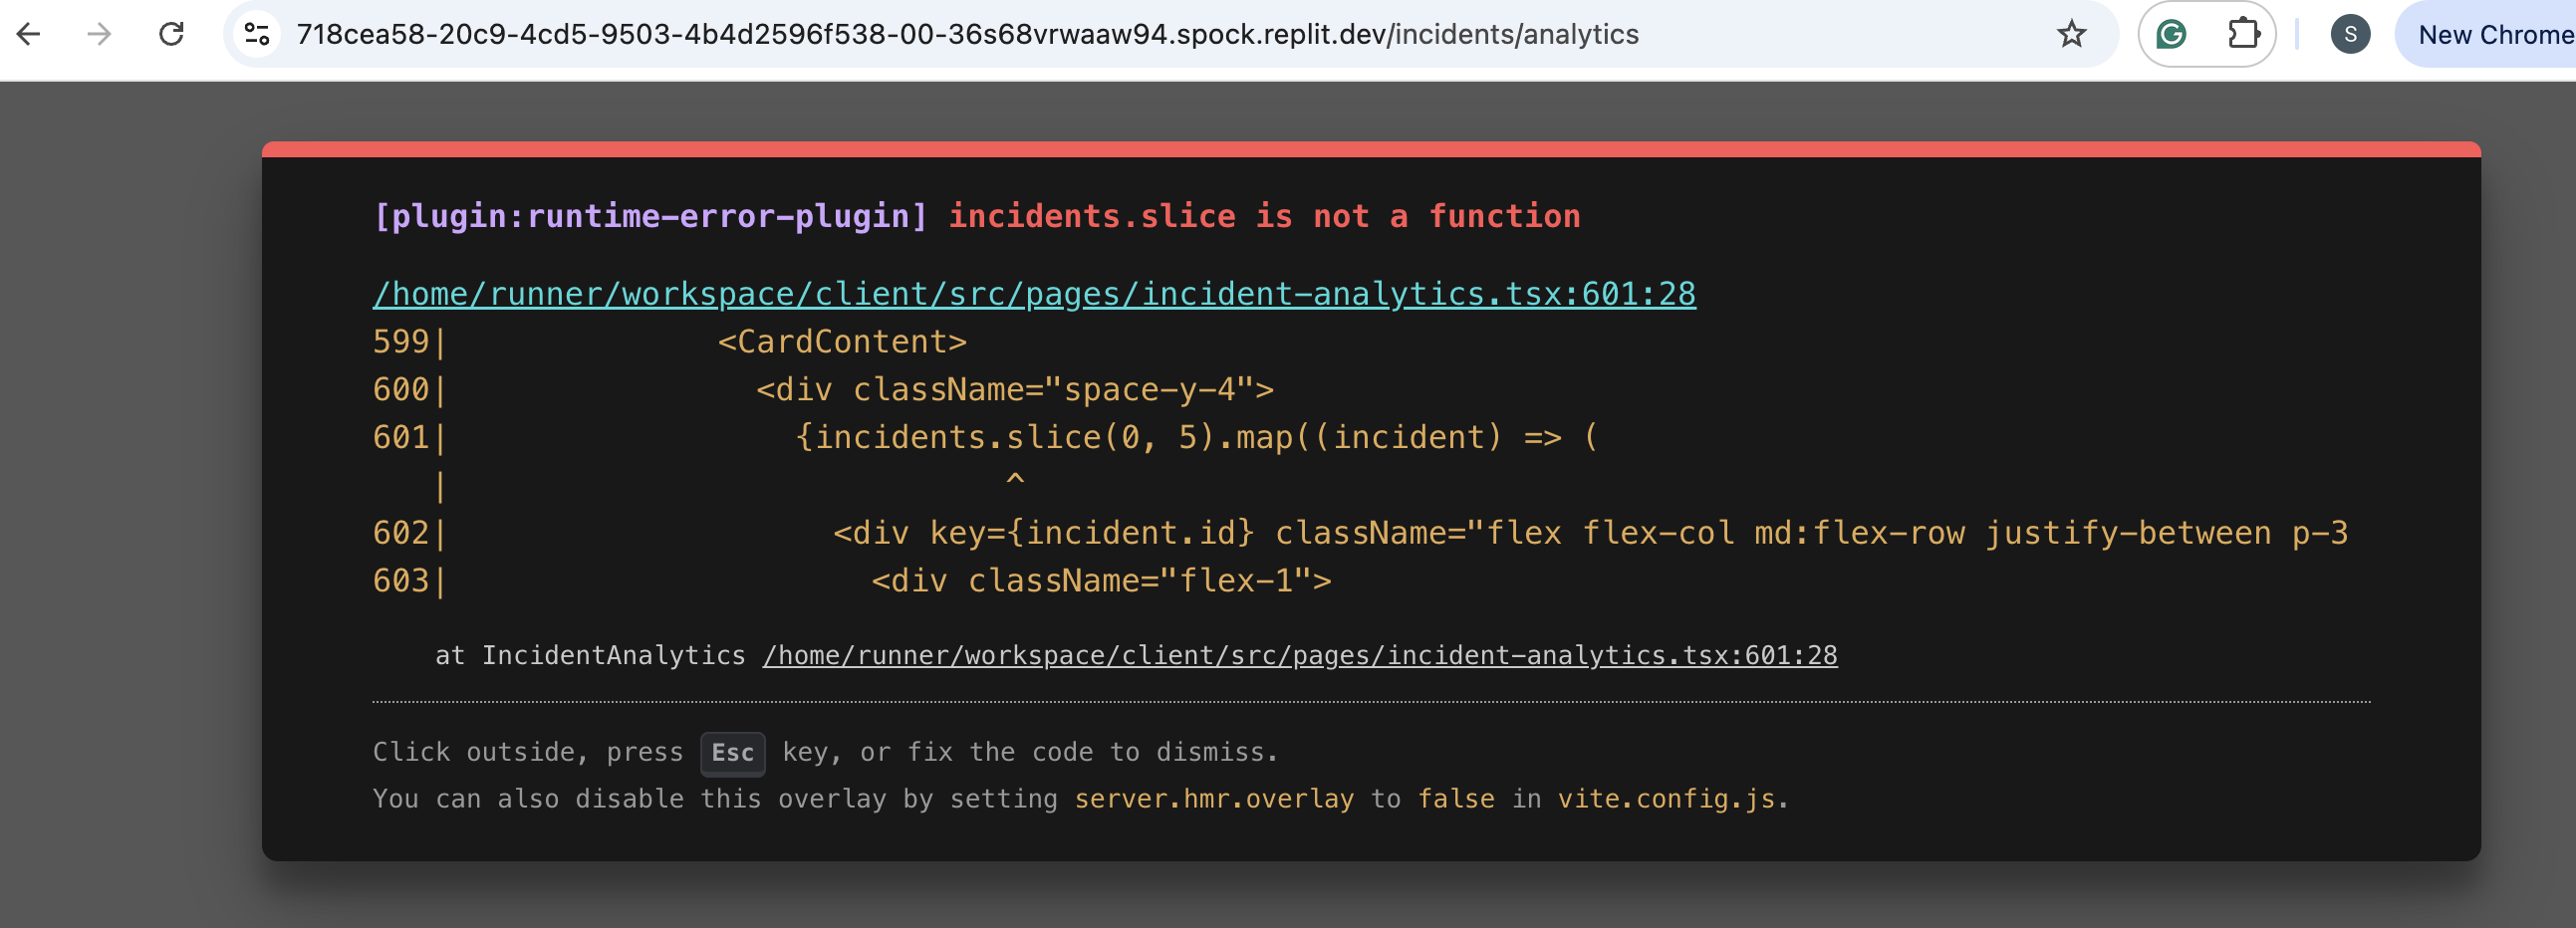 718cea58-20c9-4cd5-9503-4b4d2596f538-00-36s68vrwaaw94.spock.replit.dev/incidents/analytics
S
New Chrome
[plugin:runtime-error-plugin] incidents.slice is not a function
/home/runner/workspace/client/src/pages/incident-analytics.tsx:601:28
599|              <CardContent>
600|                <div className="space-y-4">
601|                  {incidents.slice(0, 5).map((incident) => (
   |                             ^
602|                    <div key={incident.id} className="flex flex-col md:flex-row justify-between p-3
603|                      <div className="flex-1">
at IncidentAnalytics /home/runner/workspace/client/src/pages/incident-analytics.tsx:601:28
Click outside, press Esc key, or fix the code to dismiss.
You can also disable this overlay by setting server.hmr.overlay to false in vite.config.js.